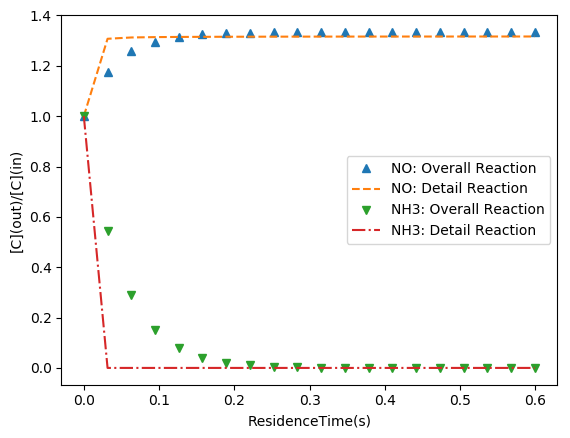 1.4
1.2
1.0
0.8
0.6
0.4
0.2
0.0
[C](out)/[C](in)
NO: Overall Reaction
NO: Detail Reaction
NH3: Overall Reaction
NH3: Detail Reaction
0.0 0.1 0.2 0.3 0.4 0.5 0.6
ResidenceTime(s)